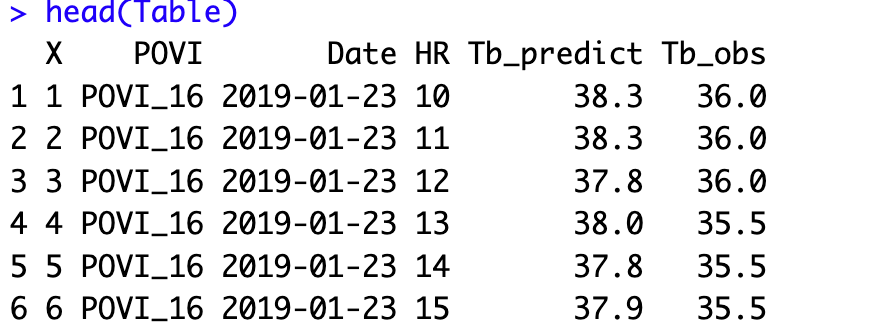 > head(Table)
X POVI Date HR Tb_predict Tb_obs
1 1 POVI_16 2019-01-23 10 38.3 36.0
2 2 POVI_16 2019-01-23 11 38.3 36.0
3 3 POVI_16 2019-01-23 12 37.8 36.0
4 4 POVI_16 2019-01-23 13 38.0 35.5
5 5 POVI_16 2019-01-23 14 37.8 35.5
6 6 POVI_16 2019-01-23 15 37.9 35.5